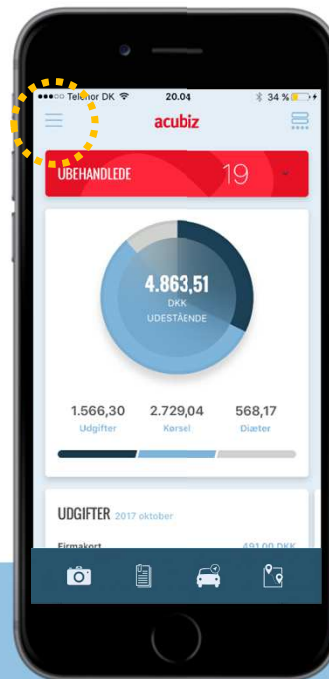 Telenor DK 20.04 34 %
acubiz
UBEHANDLEDE 19
4.863,51
DKK
UDESTÅENDE
1.566,30 2.729,04 568,17
Udgifter Kørsel Diæter
UDGIFTER 2017 oktober
Firmakort 491,00 DKK